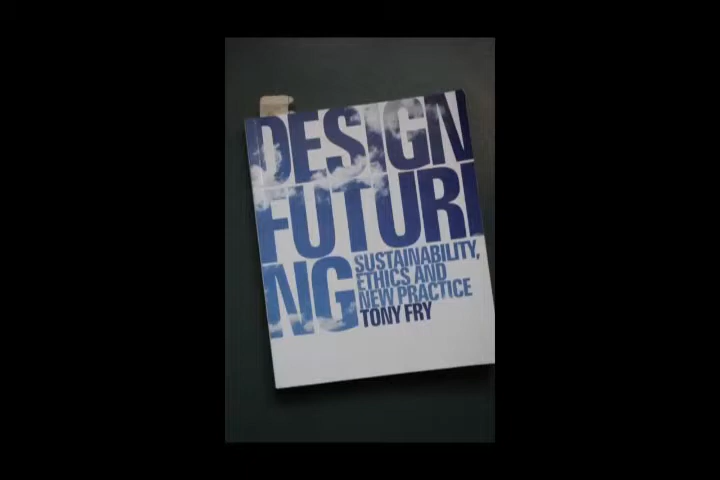 DESIGN
FUTURI
NG
SUSTAINABILITY,
ETHICS AND
NEW PRACTICE
TONY FRY